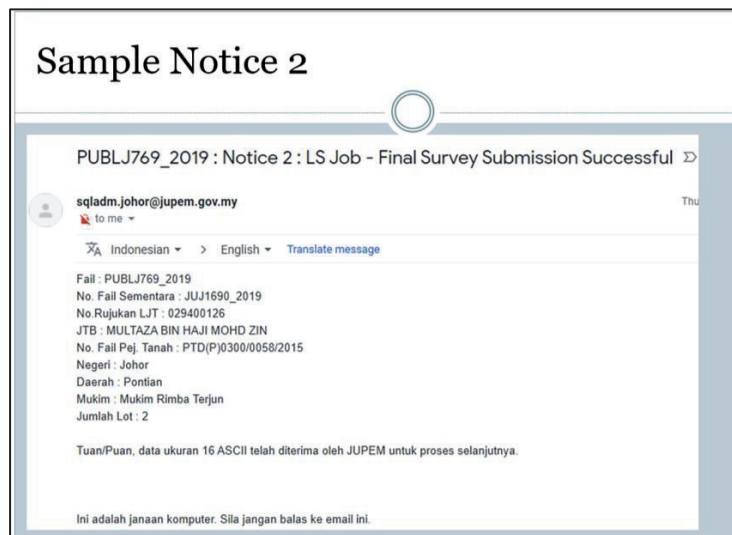 Sample Notice 2
PUBLJ769_2019 : Notice 2 : LS Job - Final Survey Submission Successful
sqladm.johor@jupem.gov.my
Thu
to me
Indonesian > English Translate message
Fail : PUBLJ769_2019
No. Fail Sementara : JUJ1690_2019
No.Rujukan LJT : 029400126
JTB : MULTAZA BIN HAJI MOHD ZIN
No. Fail Pej. Tanah : PTD(P)0300/0058/2015
Negeri : Johor
Daerah : Pontian
Mukim : Mukim Rimba Terjun
Jumlah Lot : 2
Tuan/Puan, data ukuran 16 ASCII telah diterima oleh JUPEM untuk proses selanjutnya.
Ini adalah janaan komputer. Sila jangan balas ke email ini.